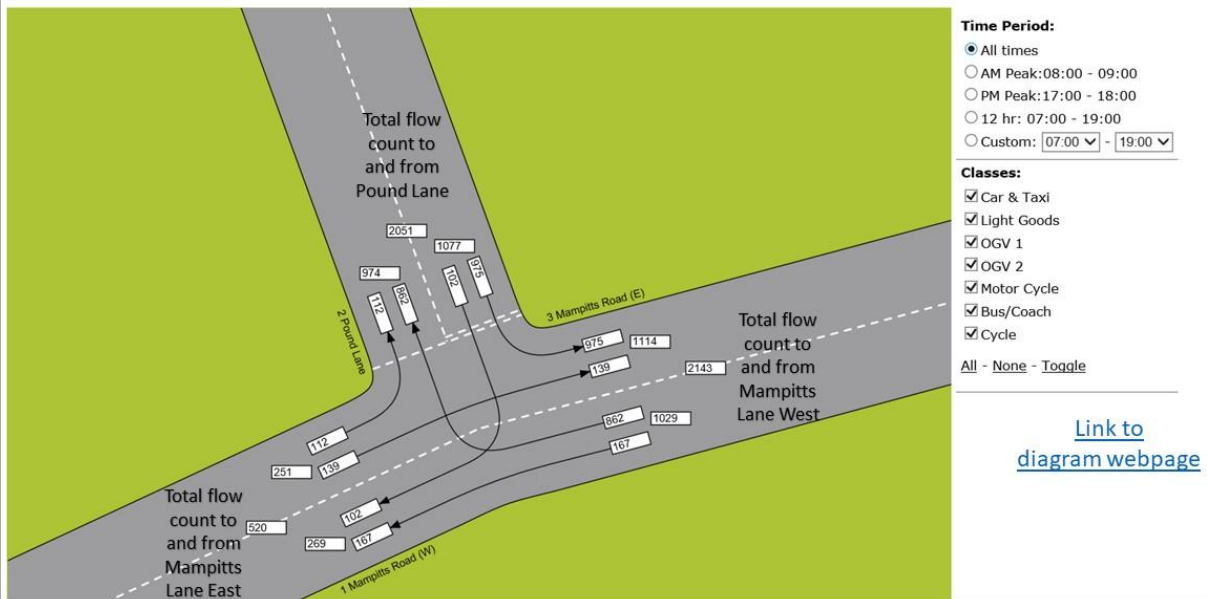 Total flow
count to
and from
Pound Lane
2051
1077
974
102
975
112
862
2 Pound Lane
3 Mampitts Road (E)
975
1114
139
2143
Total flow
count to
and from
Mampitts
Lane West
862
1029
167
112
251
139
Total flow
count to
and from
Mampitts
Lane East
520
102
269
167
1 Mampitts Road (W)
Time Period:
All times
AM Peak:08:00 - 09:00
PM Peak:17:00 - 18:00
12 hr: 07:00 - 19:00
Custom: 07:00 - 19:00
Classes:
Car & Taxi
Light Goods
OGV 1
OGV 2
Motor Cycle
Bus/Coach
Cycle
All - None - Toggle
Link to
diagram webpage